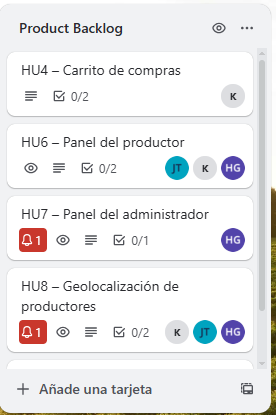 Product Backlog
HU4 – Carrito de compras
0/2
K
HU6 – Panel del productor
0/2
JT
K
HG
HU7 – Panel del administrador
1
0/1
HG
HU8 – Geolocalización de
productores
1
0/2
K
JT
HG
Añade una tarjeta